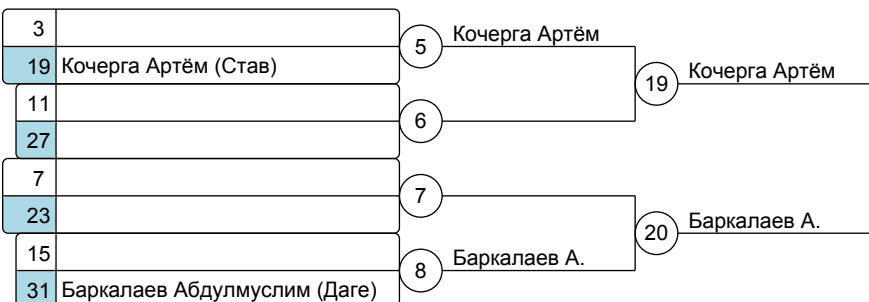 3
5 Кочерга Артём
19 Кочерга Артём (Став)
19 Кочерга Артём
11
6
27
7
7
23
20 Баркалаев А.
15
8 Баркалаев А.
31 Баркалаев Абдулмуслим (Даге)